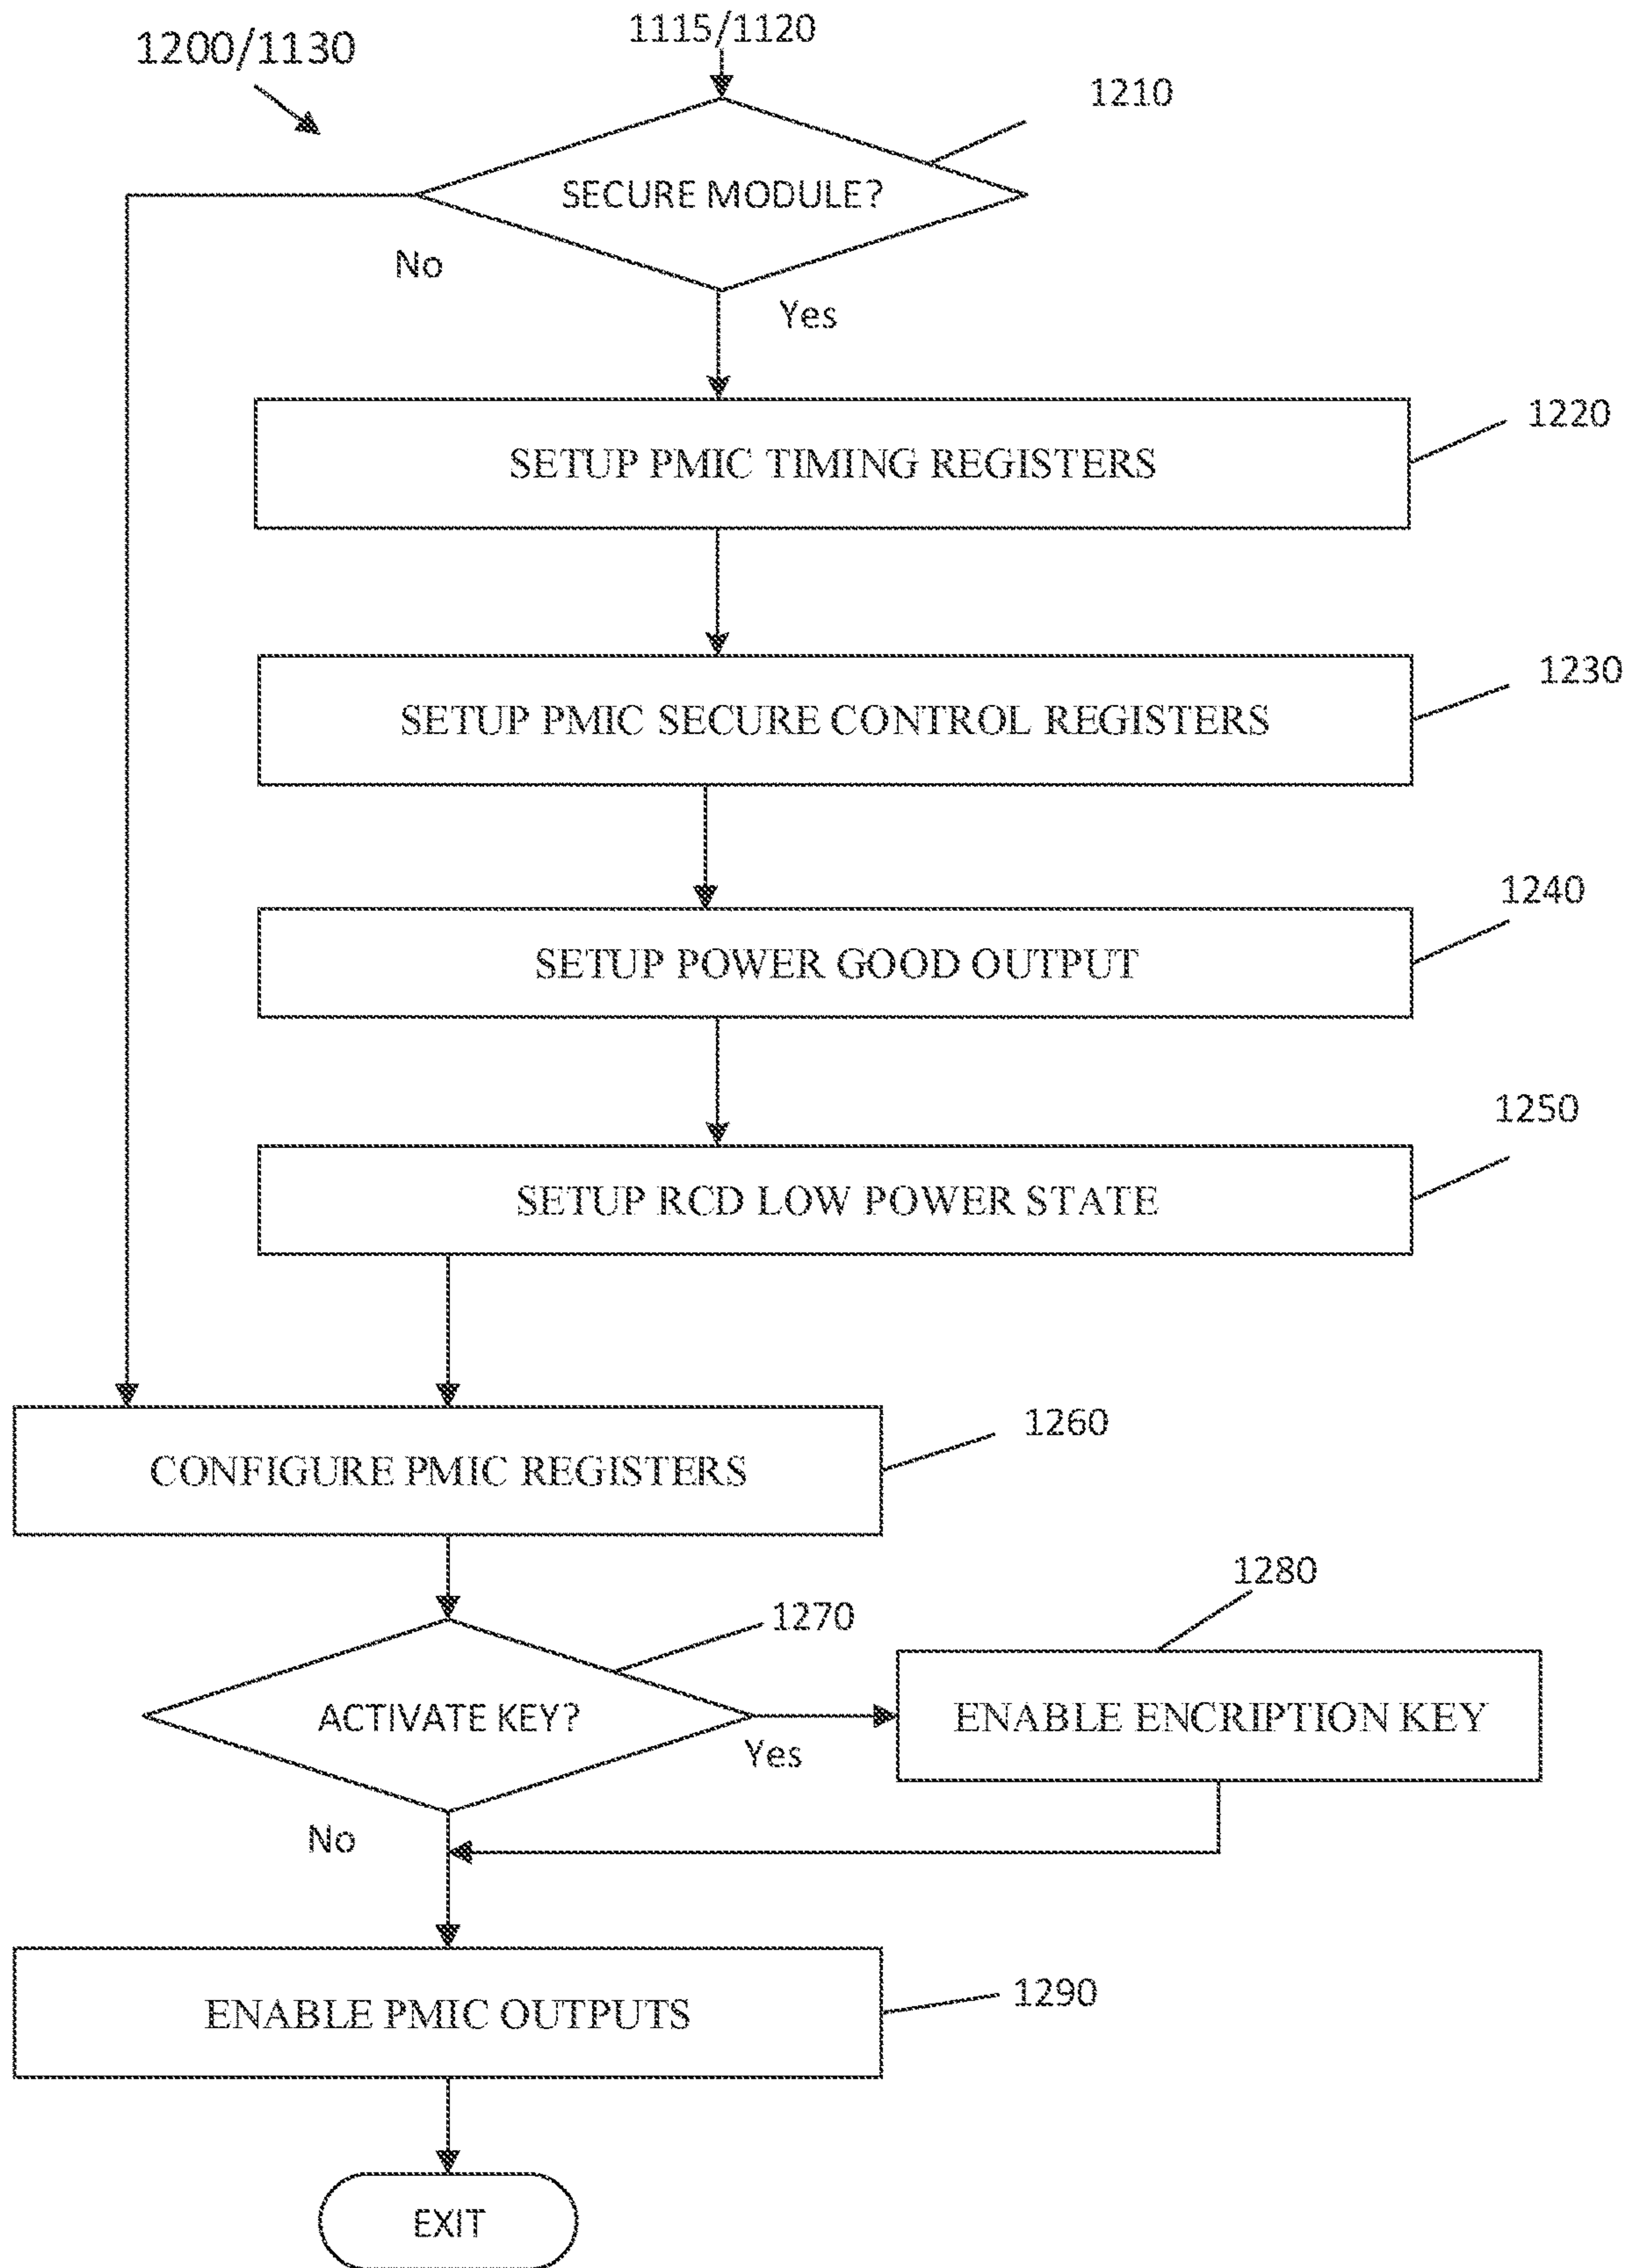 1200/1130
1115/1120
1210
SECURE MODULE?
No
Yes
1220
SETUP PMIC TIMING REGISTERS
1230
SETUP PMIC SECURE CONTROL REGISTERS
1240
SETUP POWER GOOD OUTPUT
1250
SETUP RCD LOW POWER STATE
1260
CONFIGURE PMIC REGISTERS
1270
ACTIVATE KEY?
Yes
1280
ENABLE ENCRIPTION KEY
No
1290
ENABLE PMIC OUTPUTS
EXIT